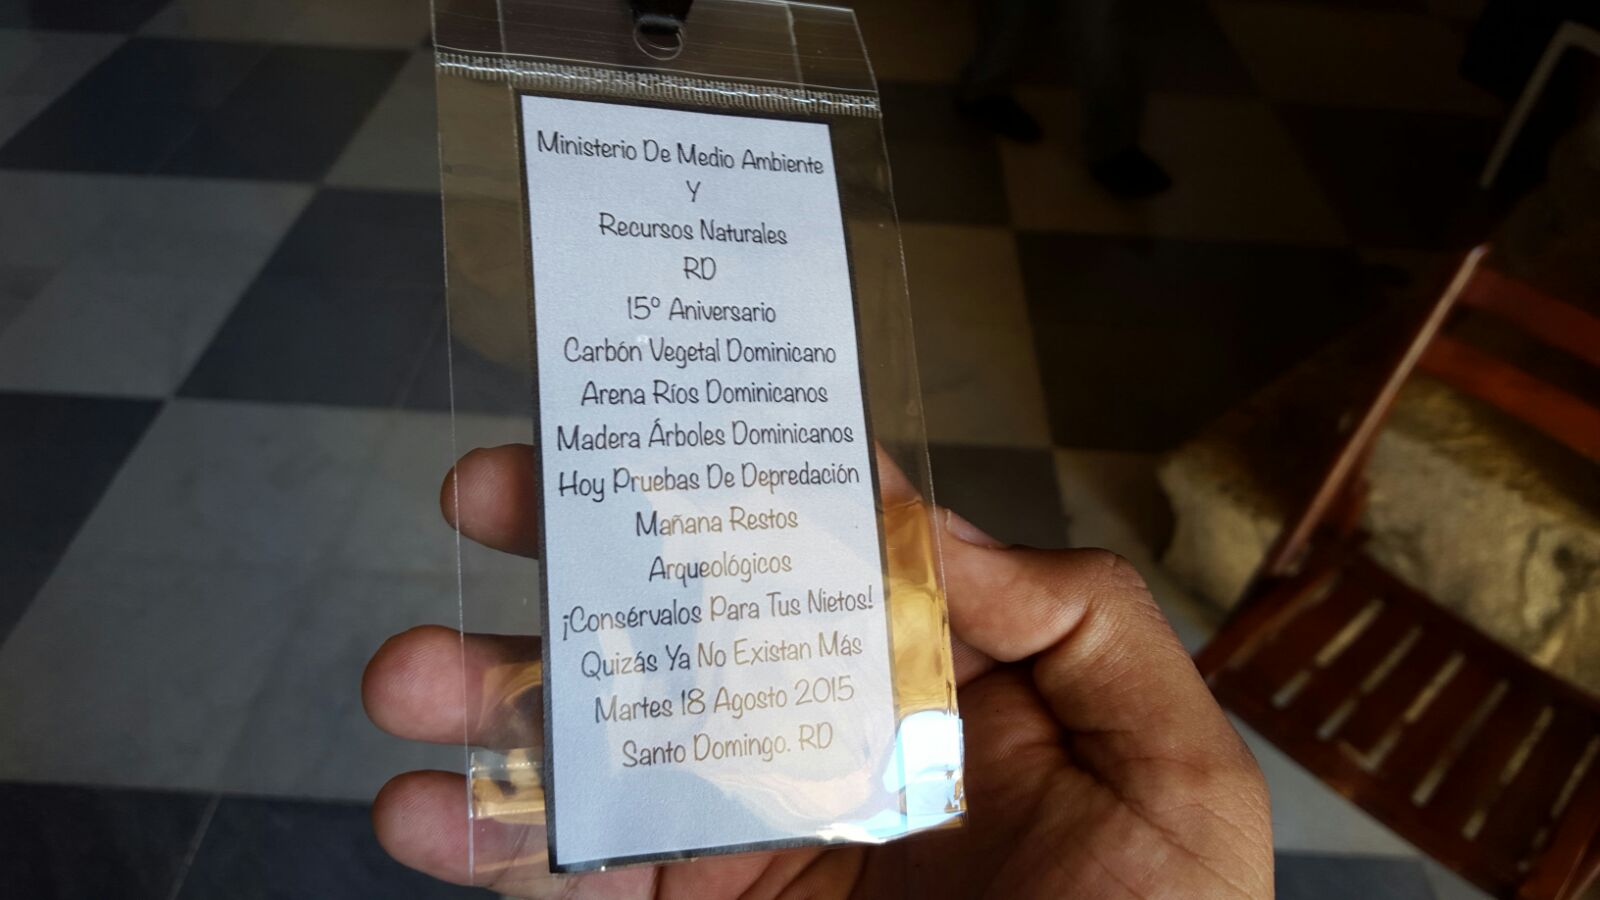 Ministerio De Medio Ambiente
Y
Recursos Naturales
RD
15º Aniversario
Carbón Vegetal Dominicano
Arena Ríos Dominicanos
Madera Árboles Dominicanos
Hoy Pruebas De Depredación
Mañana Restos
Arqueológicos
¡Consérvalos Para Tus Nietos!
Quizás Ya No Existan Más
Martes 18 Agosto 2015
Santo Domingo. RD